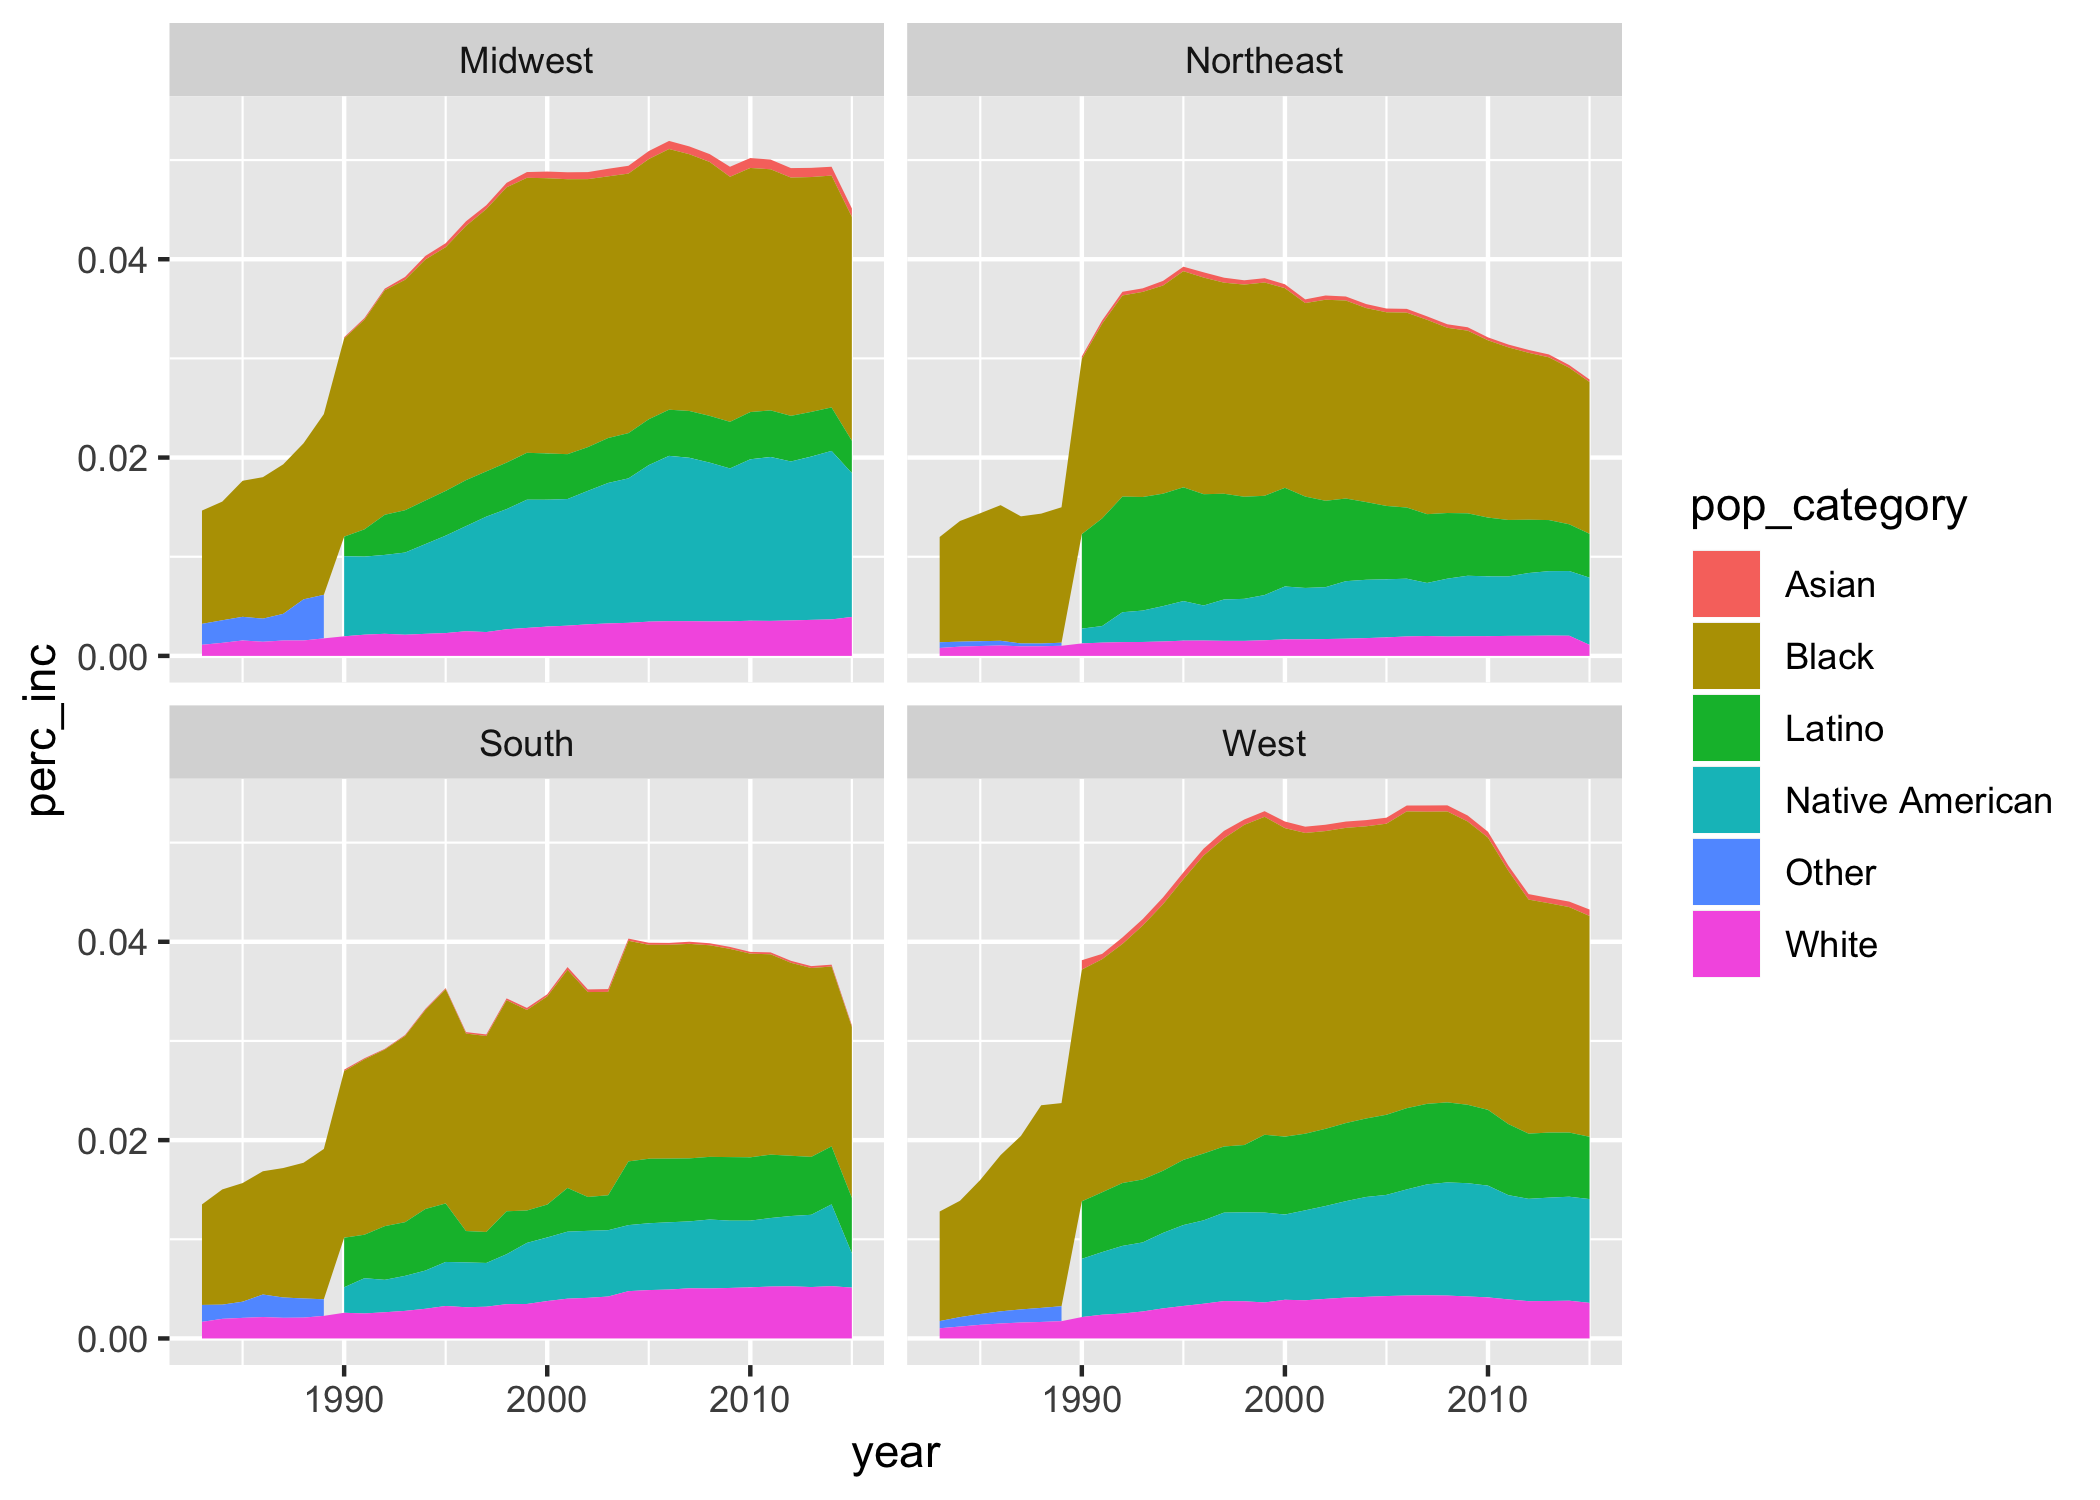 Midwest
Northeast
0.04
0.02
0.00
South
West
0.04
0.02
0.00
1990
2000
2010
1990
2000
2010
year
perc_inc
pop_category
Asian
Black
Latino
Native American
Other
White